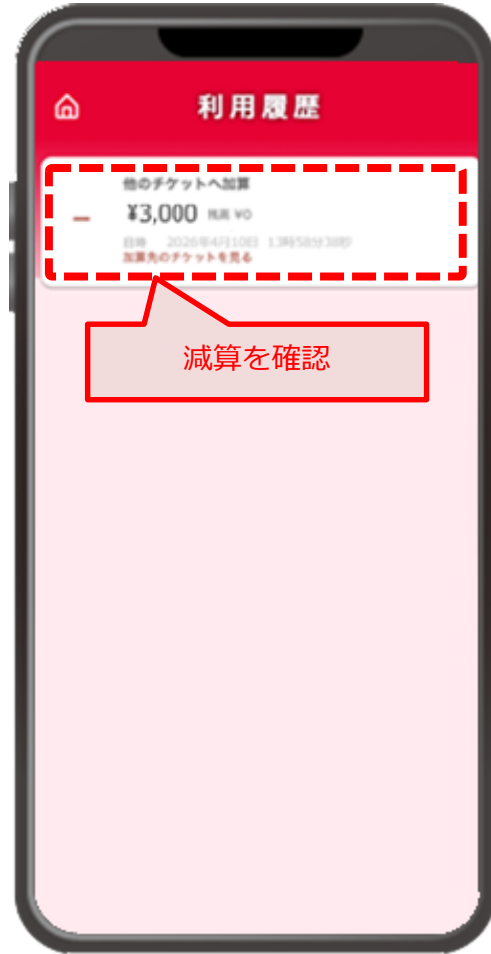 利用履歴
他のチケットへ加算
¥3,000 残高 ¥0
日時 2026年4月10日 13時58分38秒
加算先のチケットを見る
減算を確認